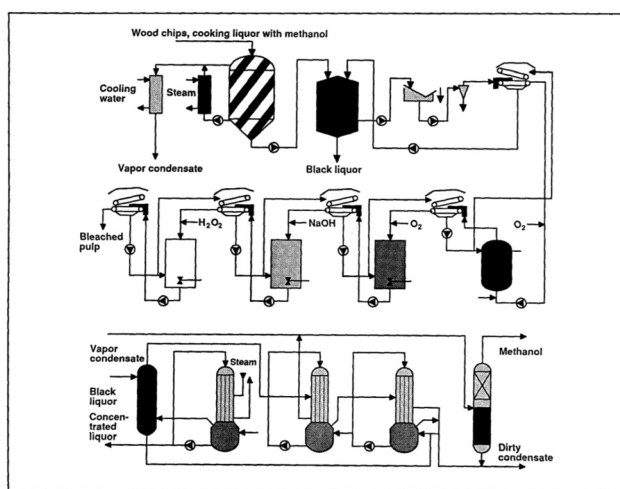 Wood chips, cooking liquor with methanol
Cooling
water
Steam
Vapor condensate
Black liquor
Bleached
pulp
H₂O₂
NaOH
O₂
O₂
Vapor
condensate
Steam
Methanol
Black
liquor
Concen-
trated
liquor
Dirty
condensate